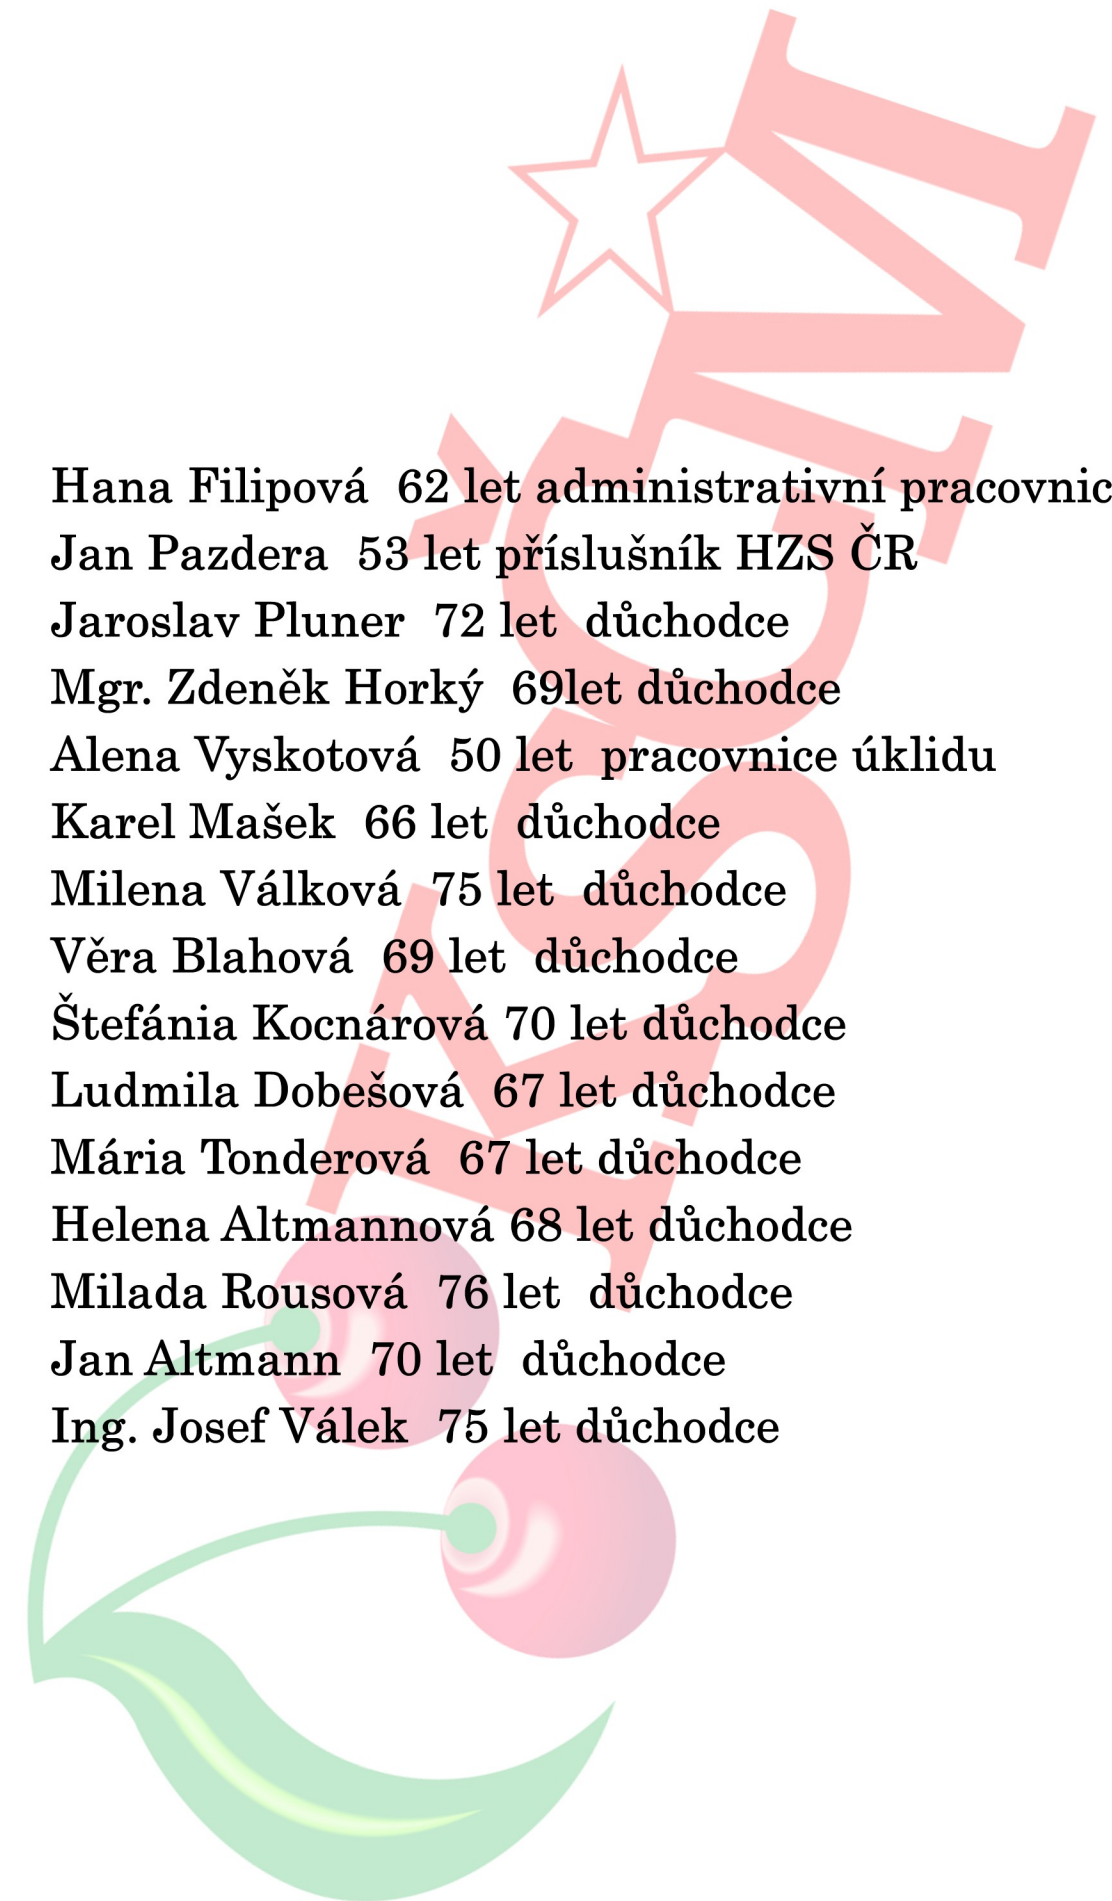 KSČM
Hana Filipová  62 let administrativní pracovnic
Jan Pazdera  53 let příslušník HZS ČR
Jaroslav Pluner  72 let  důchodce
Mgr. Zdeněk Horký  69let důchodce
Alena Vyskotová  50 let  pracovnice úklidu
Karel Mašek  66 let  důchodce
Milena Válková  75 let  důchodce
Věra Blahová  69 let  důchodce
Štefánia Kocnárová 70 let důchodce
Ludmila Dobešová  67 let důchodce
Mária Tonderová  67 let důchodce
Helena Altmannová 68 let důchodce
Milada Rousová  76 let  důchodce
Jan Altmann  70 let  důchodce
Ing. Josef Válek  75 let důchodce